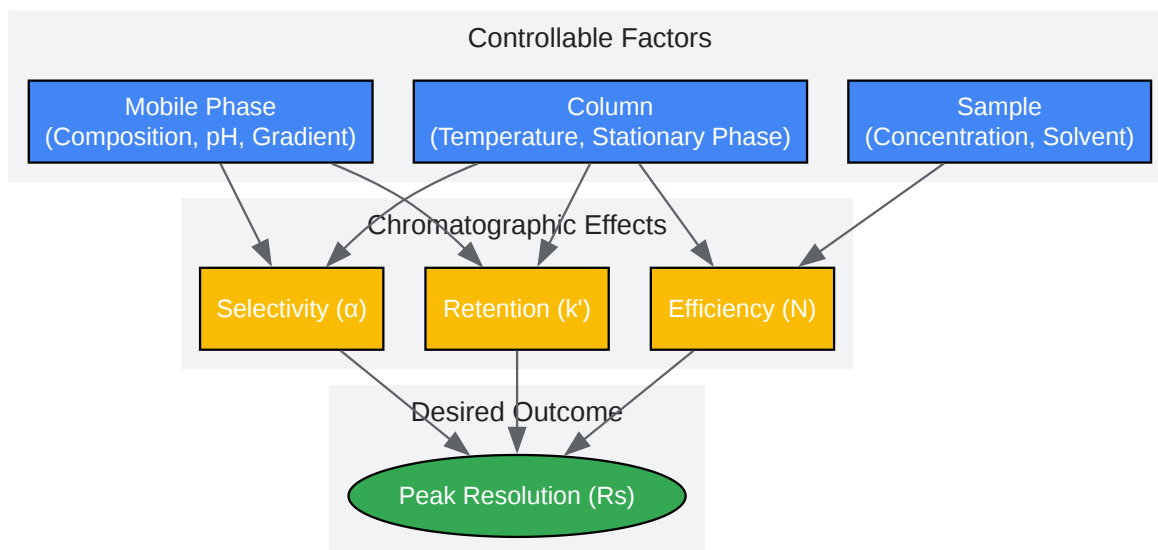 Controllable Factors
Mobile Phase
(Composition, pH, Gradient)
Column
(Temperature, Stationary Phase)
Sample
(Concentration, Solvent)
Chromatographic Effects
Selectivity (α)
Retention (k')
Efficiency (N)
Desired Outcome
Peak Resolution (Rs)